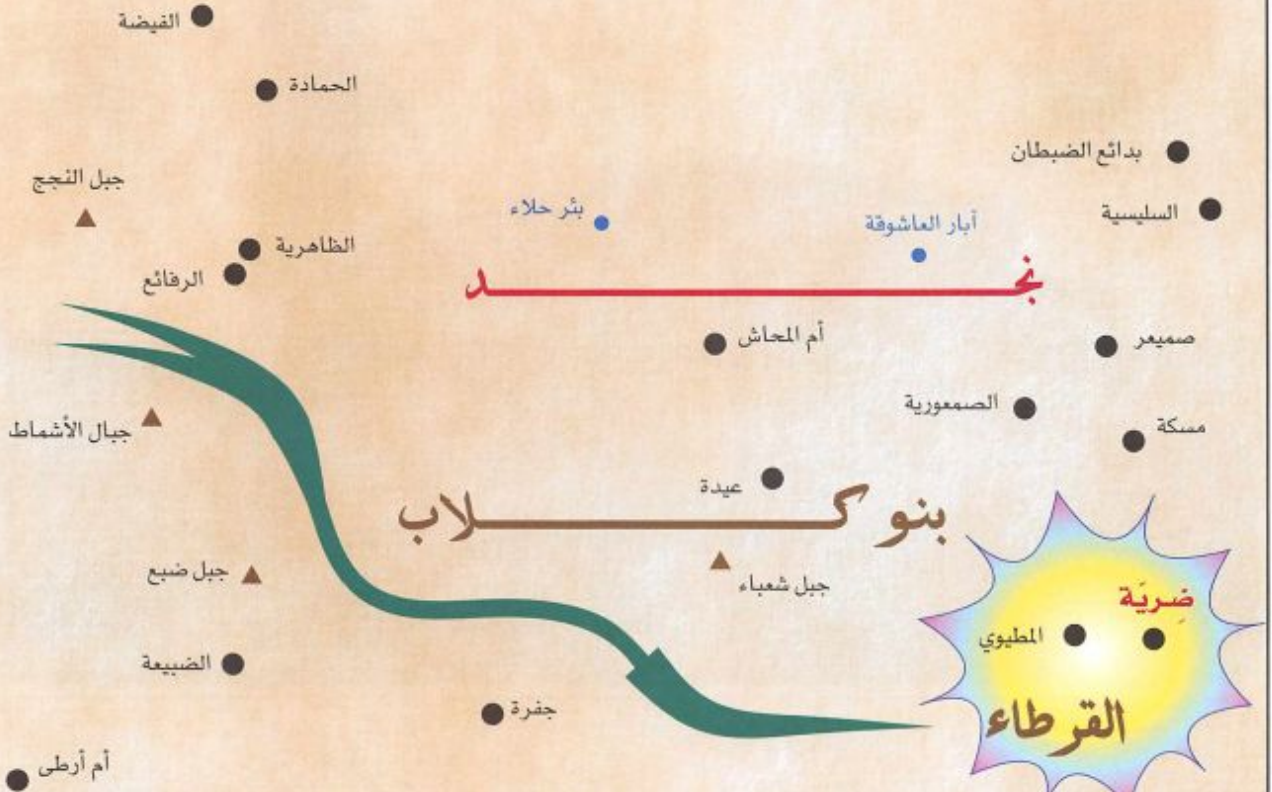 الفيضة
الحمادة
بدائع الضبطان
جبل النجج
بئر حلاء
السليسية
آبار العاشوقة
الظاهرية
الرفائع
نجد
أم المحاش
صميعر
الصمعورية
مسكة
جبال الأشماط
عيدة
بنو كلاب
جبل ضبع
جبل شعباء
ضرية
المطيوي
الضبيعة
جفرة
القرطاء
أم أرطى